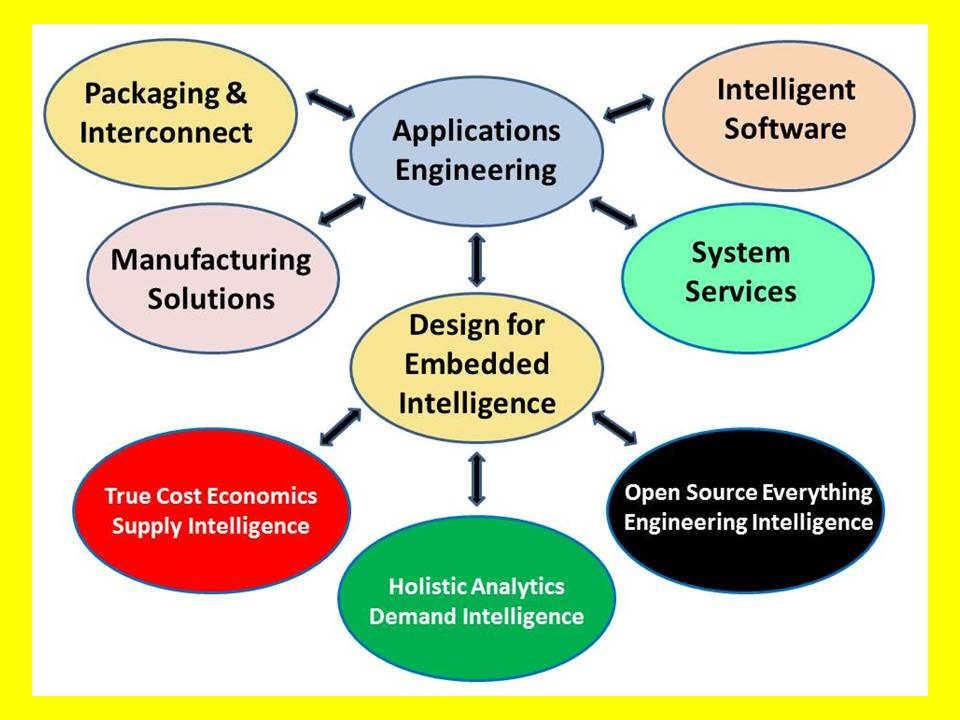 Packaging &
Interconnect
Applications
Engineering
Intelligent
Software
Manufacturing
Solutions
System
Services
Design for
Embedded
Intelligence
True Cost Economics
Supply Intelligence
Open Source Everything
Engineering Intelligence
Holistic Analytics
Demand Intelligence